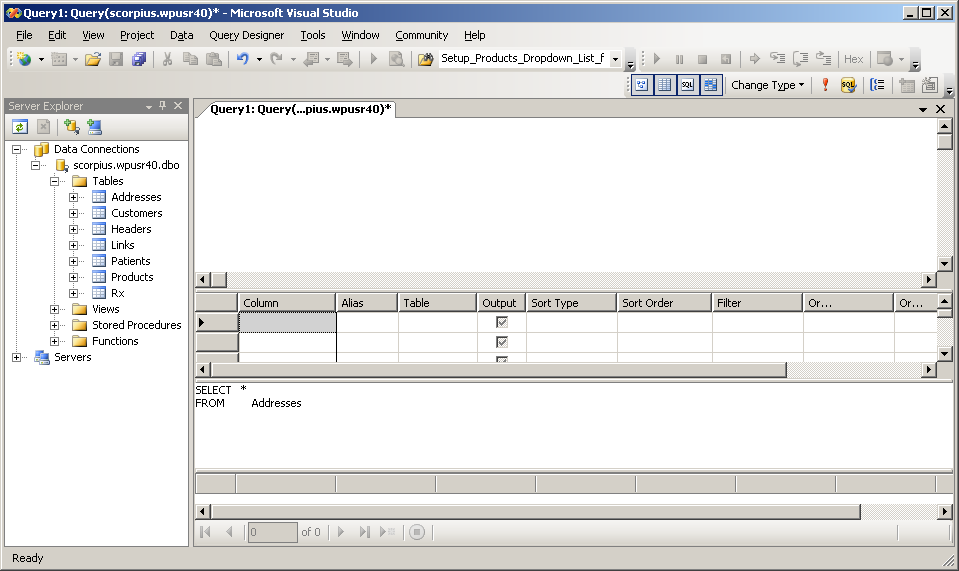 Query1: Query(scorpius.wpusr40)* - Microsoft Visual Studio
File Edit View Project Data Query Designer Tools Window Community Help
Setup_Products_Dropdown_List_f Hex
SQL Change Type SQL
Server Explorer
Query1: Query(...pius.wpusr40)*
Data Connections
scorpius.wpusr40.dbo
Tables
Addresses
Customers
Headers
Links
Patients
Products
Rx
Views
Stored Procedures
Functions
Servers
Column Alias Table Output Sort Type Sort Order Filter Or... Or...
SELECT *
FROM Addresses
0 of 0
Ready